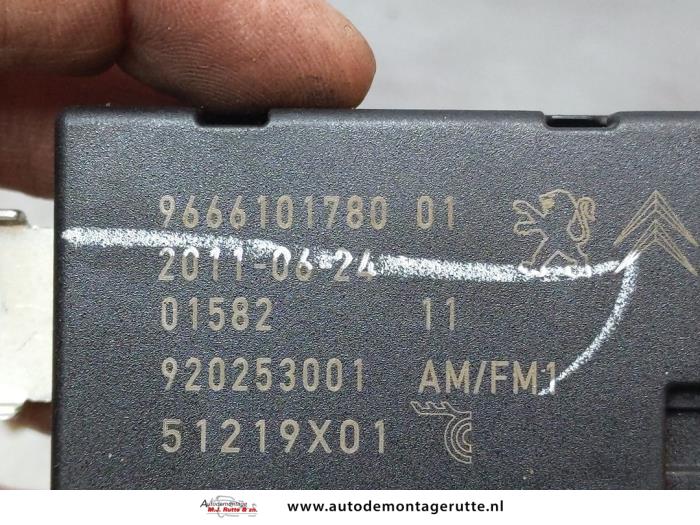 9666101780 01
2011-06-24
01582 11
920253001 AM/FM1
51219X01
Autodemontage
M.J. Rutte & zn.
www.autodemontagerutte.nl